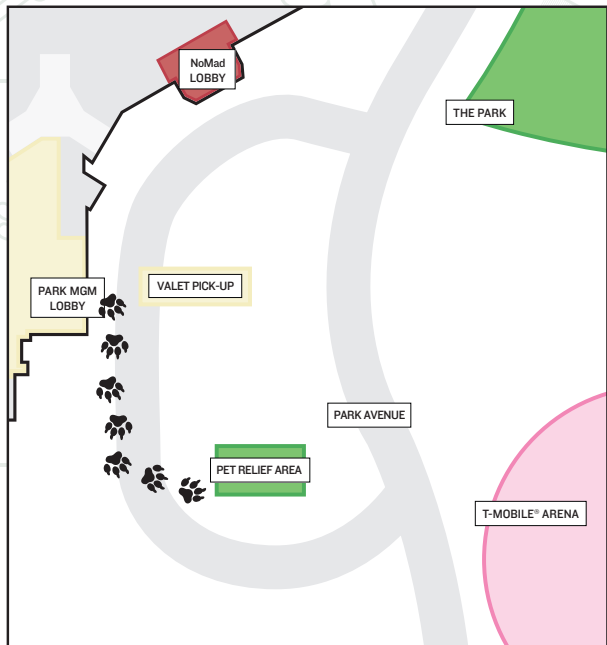 NoMad
LOBBY
THE PARK
PARK MGM
LOBBY
VALET PICK-UP
PARK AVENUE
PET RELIEF AREA
T-MOBILE® ARENA